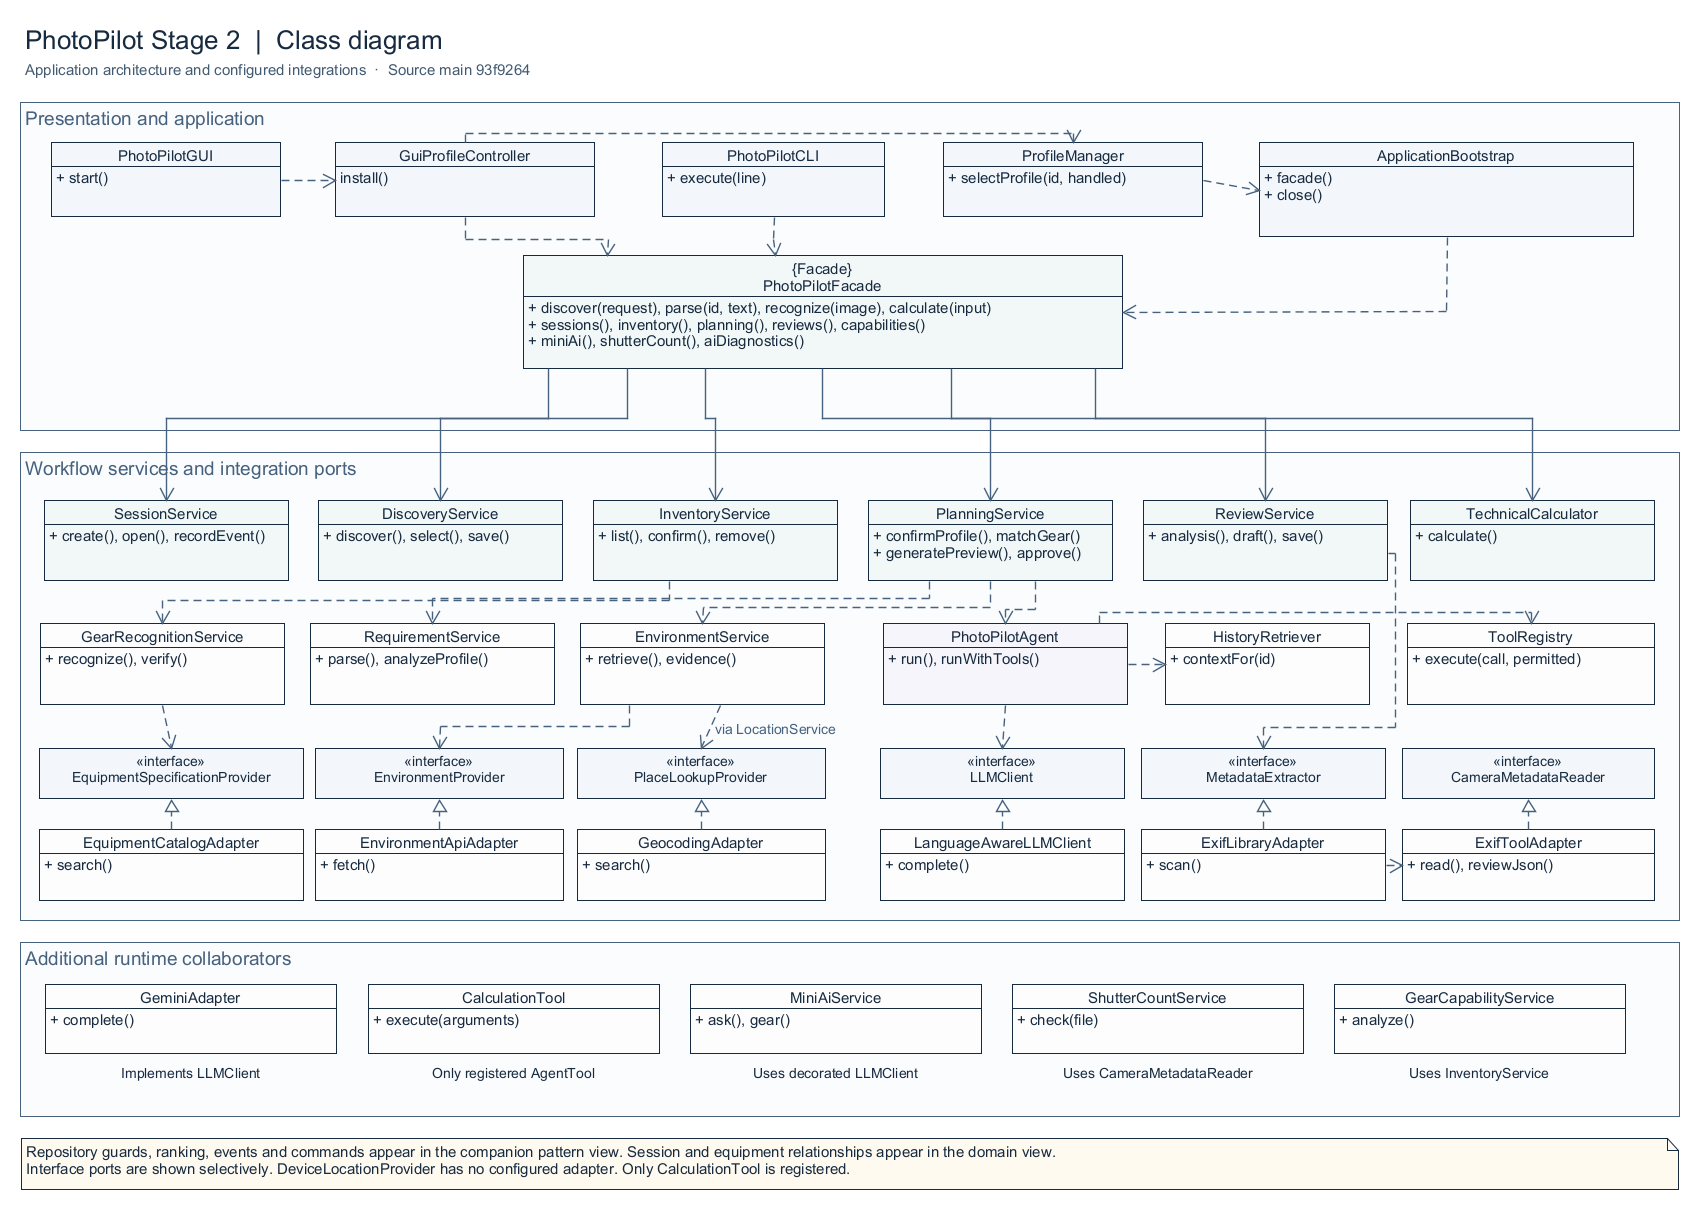 PhotoPilot Stage 2 | Class diagram
Application architecture and configured integrations · Source main 93f9264
Presentation and application
PhotoPilotGUI
+ start()
GuiProfileController
install()
PhotoPilotCLI
+ execute(line)
ProfileManager
+ selectProfile(id, handled)
ApplicationBootstrap
+ facade()
+ close()
{Facade}
PhotoPilotFacade
+ discover(request), parse(id, text), recognize(image), calculate(input)
+ sessions(), inventory(), planning(), reviews(), capabilities()
+ miniAi(), shutterCount(), aiDiagnostics()
Workflow services and integration ports
SessionService
+ create(), open(), recordEvent()
DiscoveryService
+ discover(), select(), save()
InventoryService
+ list(), confirm(), remove()
PlanningService
+ confirmProfile(), matchGear()
+ generatePreview(), approve()
ReviewService
+ analysis(), draft(), save()
TechnicalCalculator
+ calculate()
GearRecognitionService
+ recognize(), verify()
RequirementService
+ parse(), analyzeProfile()
EnvironmentService
+ retrieve(), evidence()
PhotoPilotAgent
+ run(), runWithTools()
HistoryRetriever
+ contextFor(id)
ToolRegistry
+ execute(call, permitted)
via LocationService
«interface»
EquipmentSpecificationProvider
«interface»
EnvironmentProvider
«interface»
PlaceLookupProvider
«interface»
LLMClient
«interface»
MetadataExtractor
«interface»
CameraMetadataReader
EquipmentCatalogAdapter
+ search()
EnvironmentApiAdapter
+ fetch()
GeocodingAdapter
+ search()
LanguageAwareLLMClient
+ complete()
ExifLibraryAdapter
+ scan()
ExifToolAdapter
+ read(), reviewJson()
Additional runtime collaborators
GeminiAdapter
+ complete()
Implements LLMClient
CalculationTool
+ execute(arguments)
Only registered AgentTool
MiniAiService
+ ask(), gear()
Uses decorated LLMClient
ShutterCountService
+ check(file)
Uses CameraMetadataReader
GearCapabilityService
+ analyze()
Uses InventoryService
Repository guards, ranking, events and commands appear in the companion pattern view. Session and equipment relationships appear in the domain view.
Interface ports are shown selectively. DeviceLocationProvider has no configured adapter. Only CalculationTool is registered.